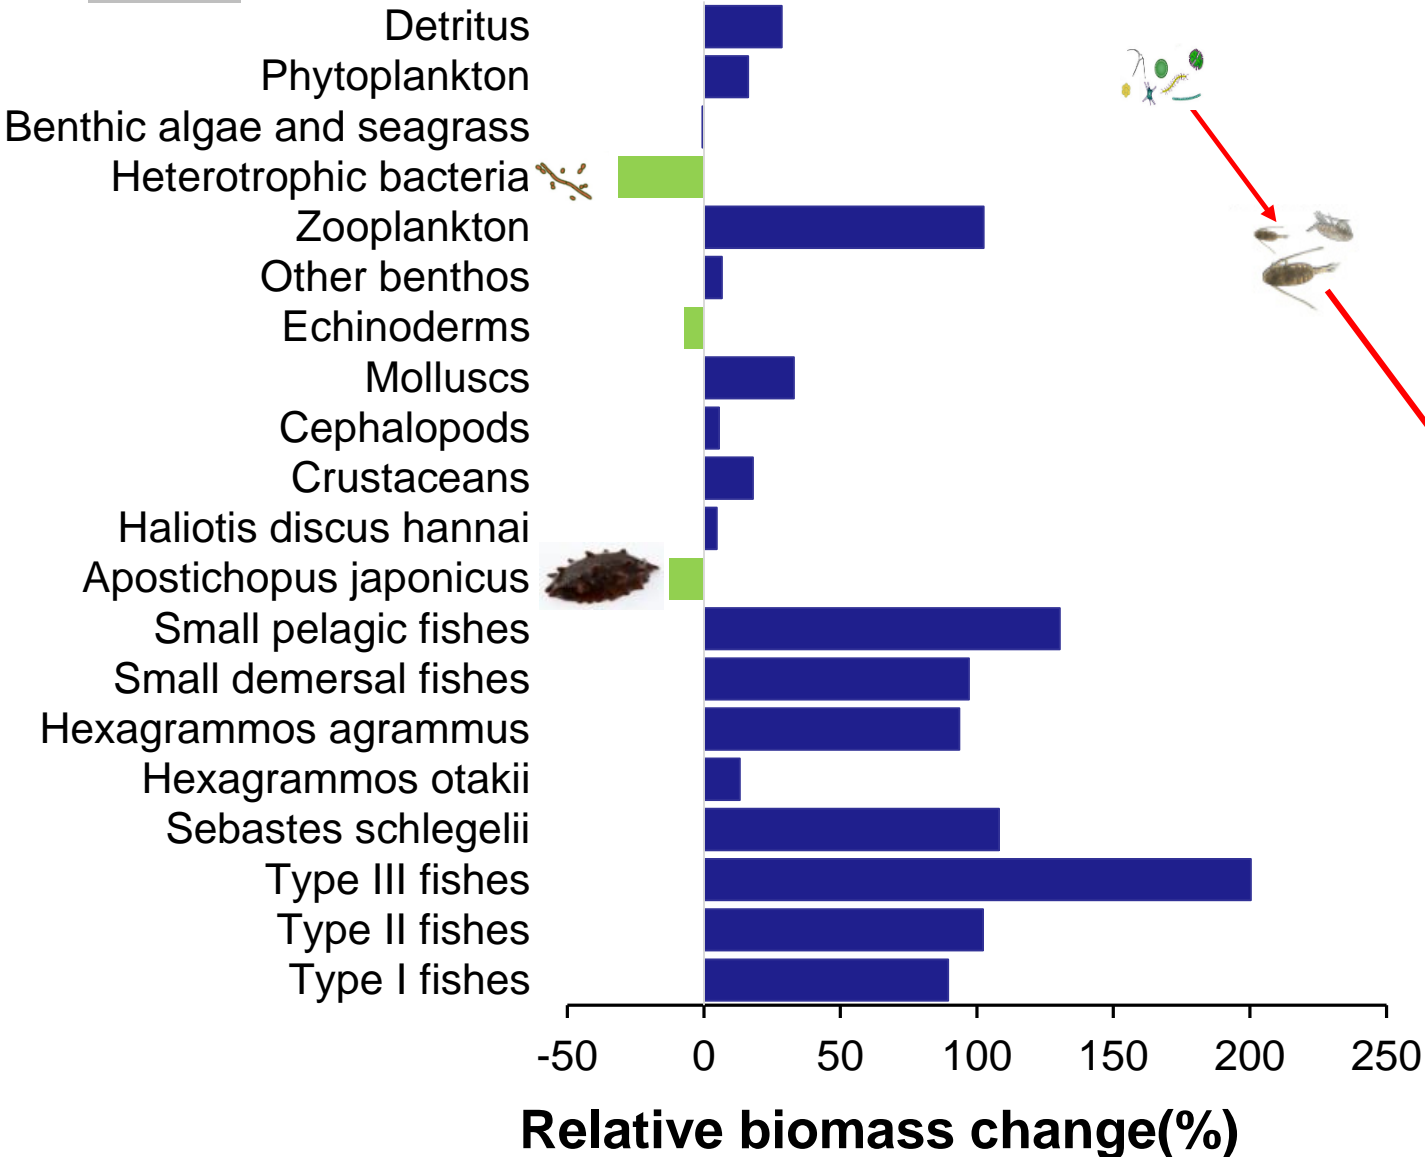 Detritus
Phytoplankton
Benthic algae and seagrass
Heterotrophic bacteria
Zooplankton
Other benthos
Echinoderms
Molluscs
Cephalopods
Crustaceans
Haliotis discus hannai
Apostichopus japonicus
Small pelagic fishes
Small demersal fishes
Hexagrammos agrammus
Hexagrammos otakii
Sebastes schlegelii
Type III fishes
Type II fishes
Type I fishes
-50 0 50 100 150 200 250
Relative biomass change(%)